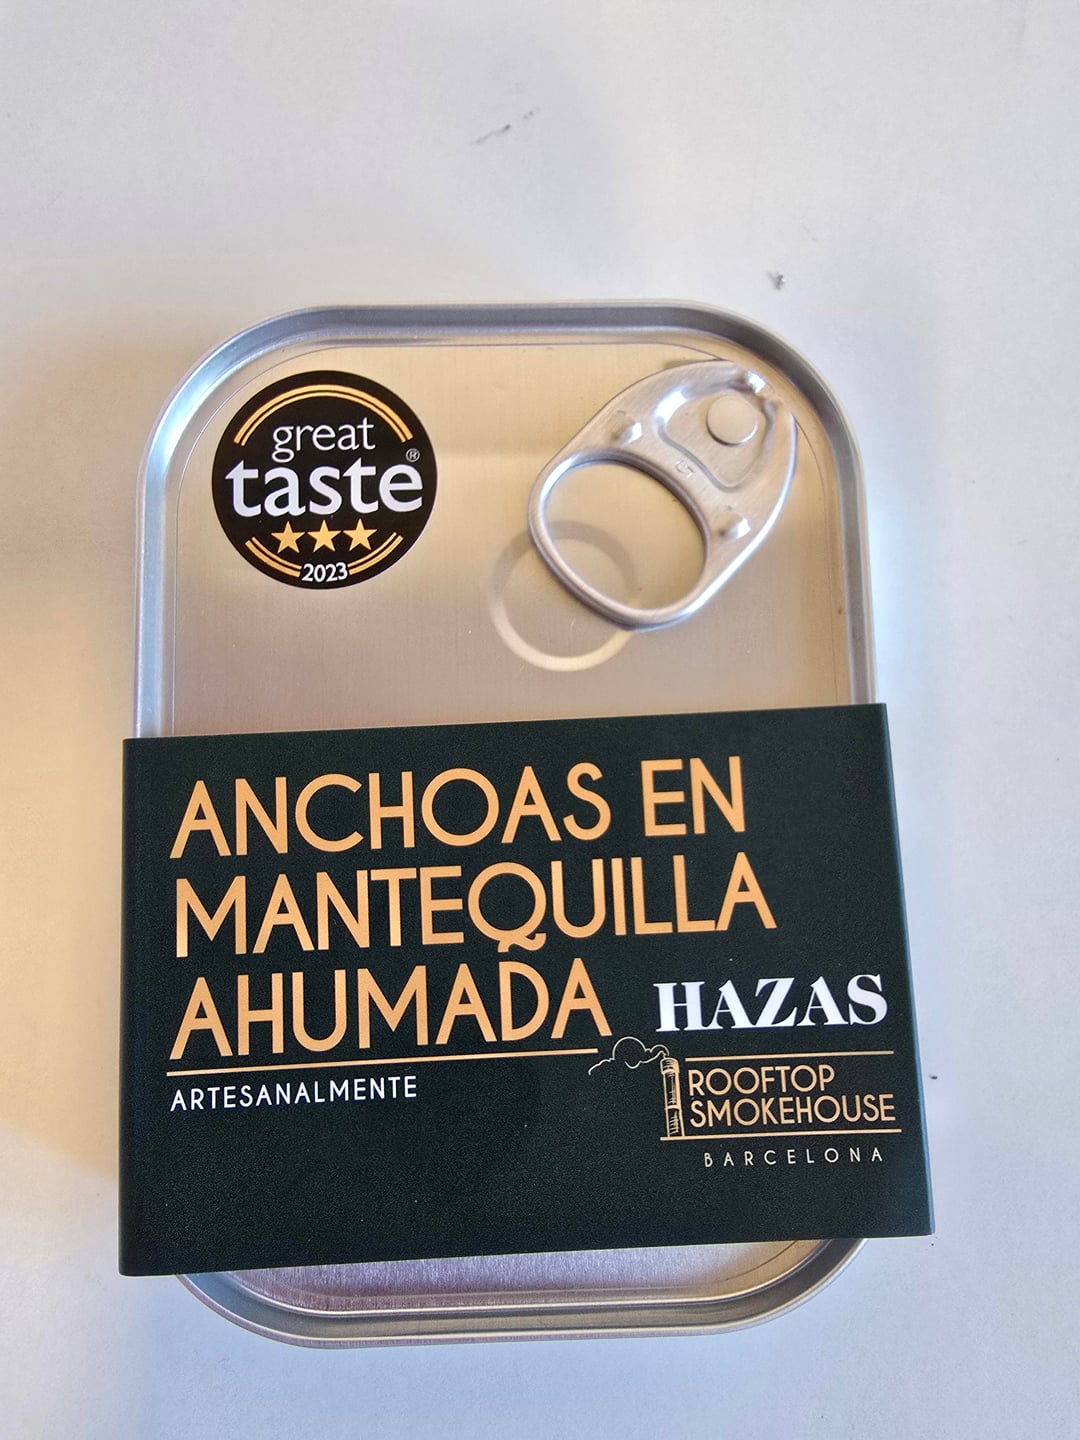 great
taste®
2023
ANCHOAS EN
MANTEQUILLA
AHUMADA
HAZAS
ARTESANALMENTE
ROOFTOP
SMOKEHOUSE
BARCELONA